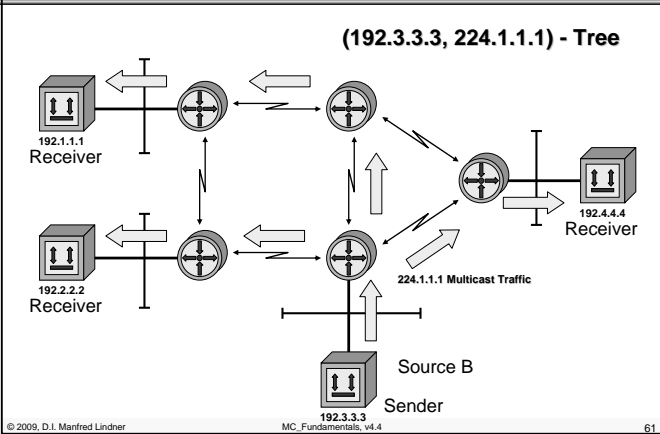 (192.3.3.3, 224.1.1.1) - Tree
192.1.1.1
Receiver
192.4.4.4
Receiver
192.2.2.2
Receiver
224.1.1.1 Multicast Traffic
Source B
192.3.3.3
Sender
© 2009, D.I. Manfred Lindner
MC_Fundamentals, v4.4
61